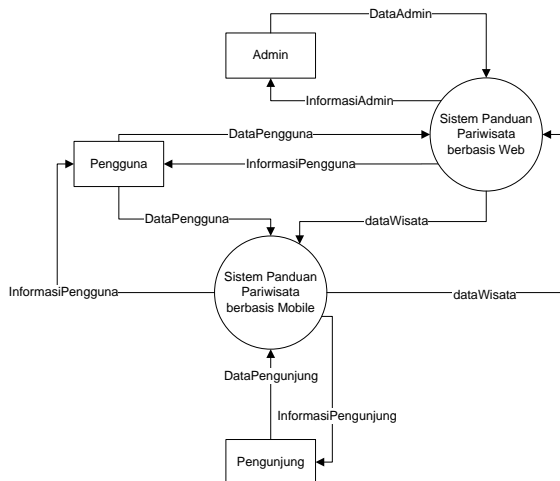 DataAdmin
Admin
InformasiAdmin
Sistem Panduan
Pariwisata
berbasis Web
DataPengguna
Pengguna
InformasiPengguna
DataPengguna
dataWisata
Sistem Panduan
Pariwisata
berbasis Mobile
InformasiPengguna
dataWisata
DataPengunjung
InformasiPengunjung
Pengunjung